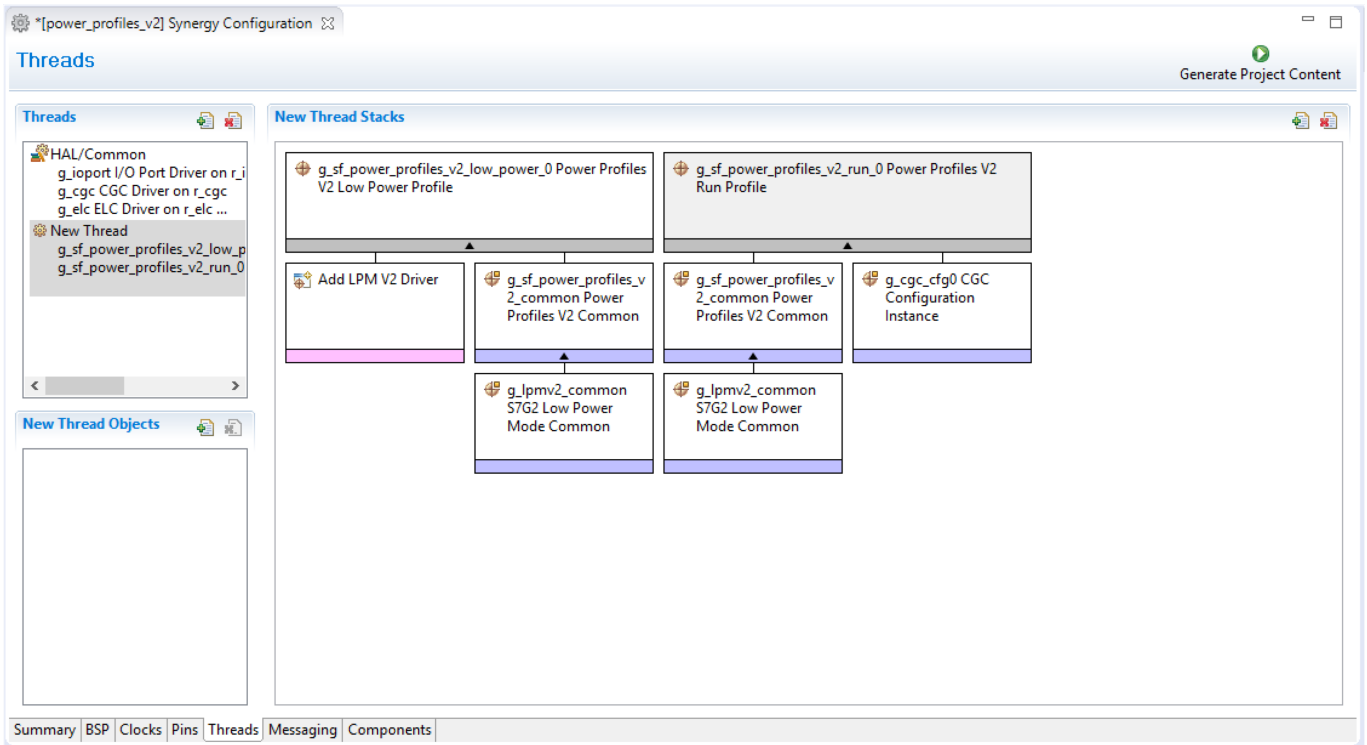 *[power_profiles_v2] Synergy Configuration
Threads
Generate Project Content
Threads
HAL/Common
g_ioport I/O Port Driver on r_i
g_cgc CGC Driver on r_cgc
g_elc ELC Driver on r_elc ...
New Thread
g_sf_power_profiles_v2_low_p
g_sf_power_profiles_v2_run_0
New Thread Objects
New Thread Stacks
g_sf_power_profiles_v2_low_power_0 Power Profiles
V2 Low Power Profile
g_sf_power_profiles_v2_run_0 Power Profiles V2
Run Profile
Add LPM V2 Driver
g_sf_power_profiles_v
2_common Power
Profiles V2 Common
g_sf_power_profiles_v
2_common Power
Profiles V2 Common
g_cgc_cfg0 CGC
Configuration
Instance
g_lpmv2_common
S7G2 Low Power
Mode Common
g_lpmv2_common
S7G2 Low Power
Mode Common
Summary BSP Clocks Pins Threads Messaging Components